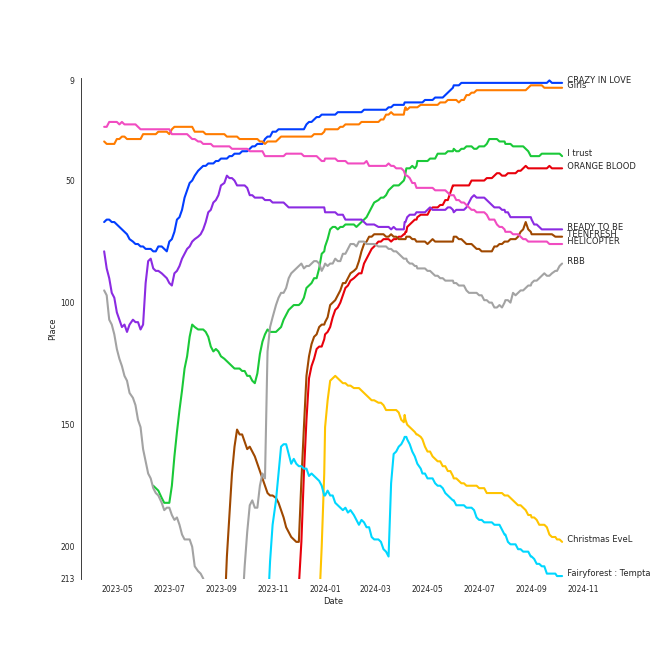 9
50
100
150
200
213
Place
2023-05
2023-07
2023-09
2023-11
2024-01
2024-03
2024-05
2024-07
2024-09
2024-11
Date
CRAZY IN LOVE
Girls
I trust
ORANGE BLOOD
READY TO BE
TEENFRESH
HELICOPTER
RBB
Christmas EveL
Fairyforest : Tempta